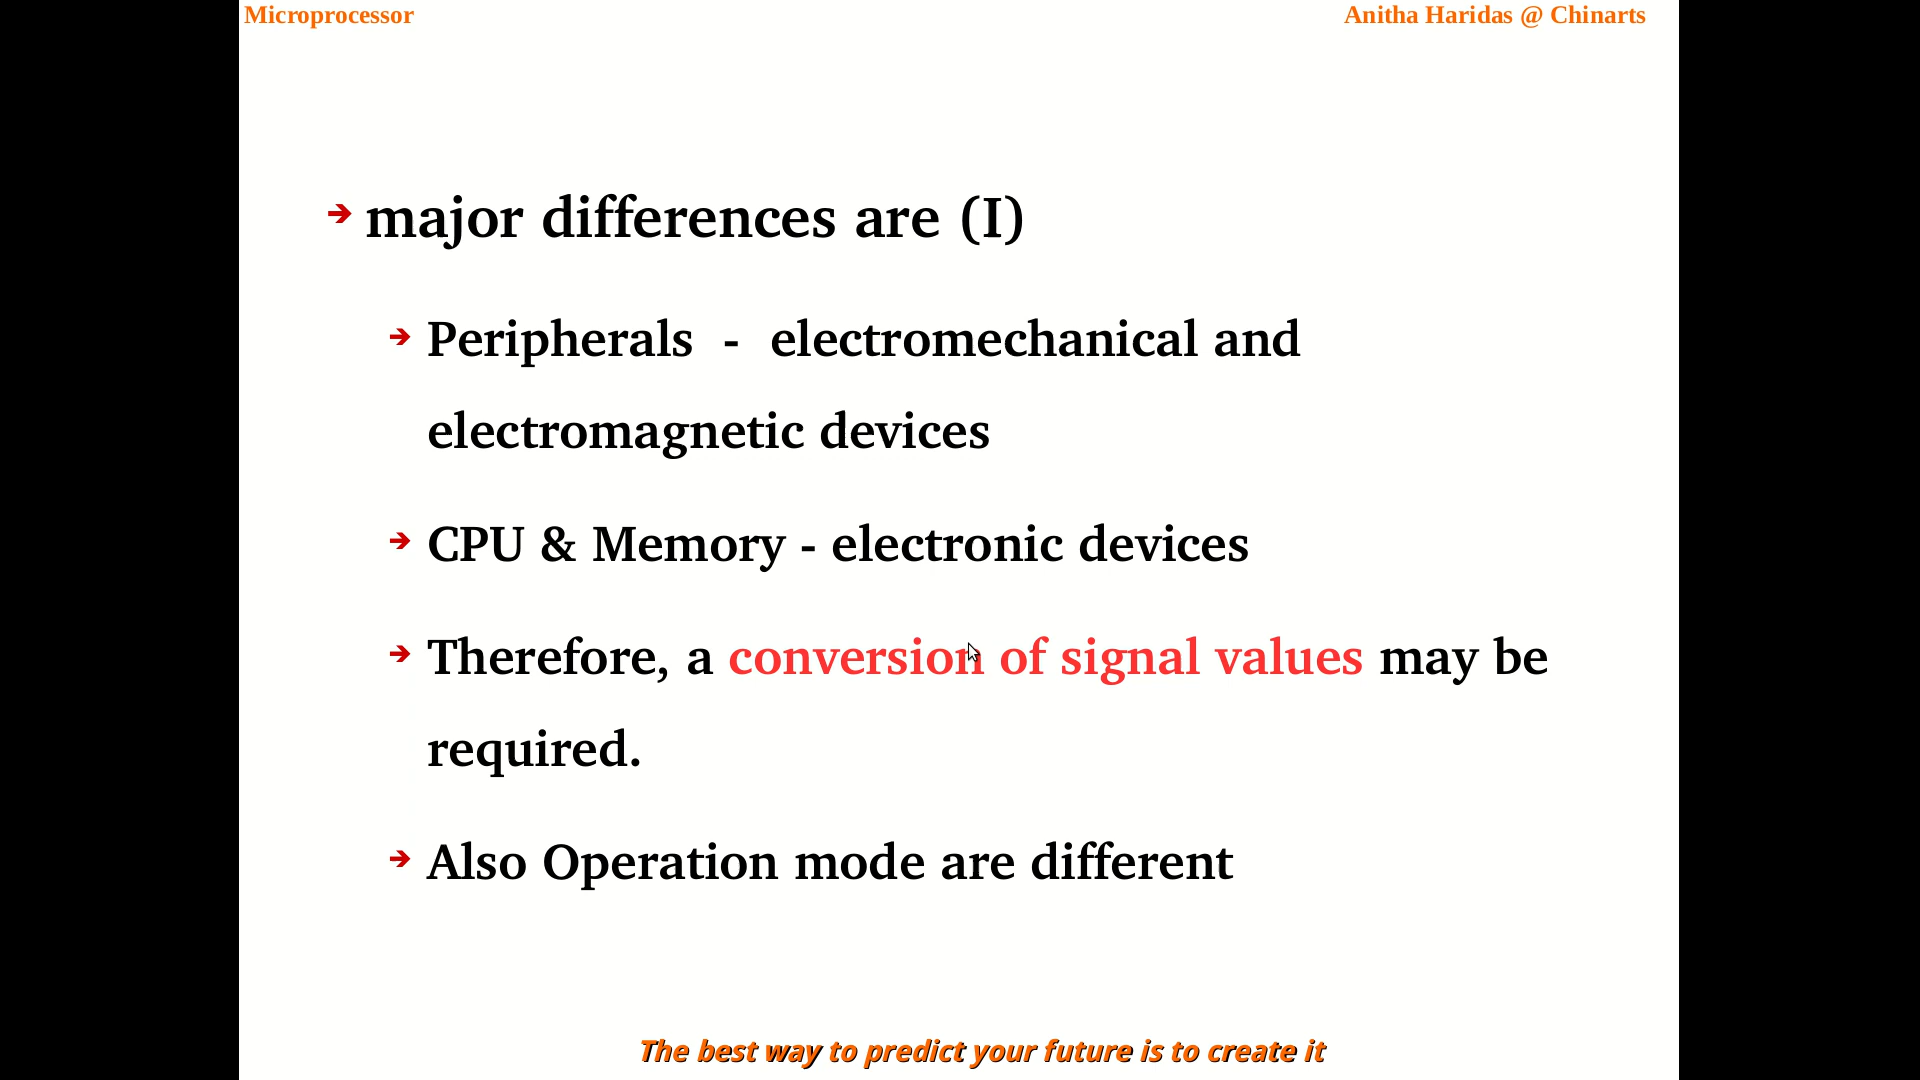 Microprocessor
Anitha Haridas @ Chinarts
major differences are (I)
Peripherals - electromechanical and
electromagnetic devices
CPU & Memory - electronic devices
Therefore, a conversion of signal values may be
required.
Also Operation mode are different
The best way to predict your future is to create it